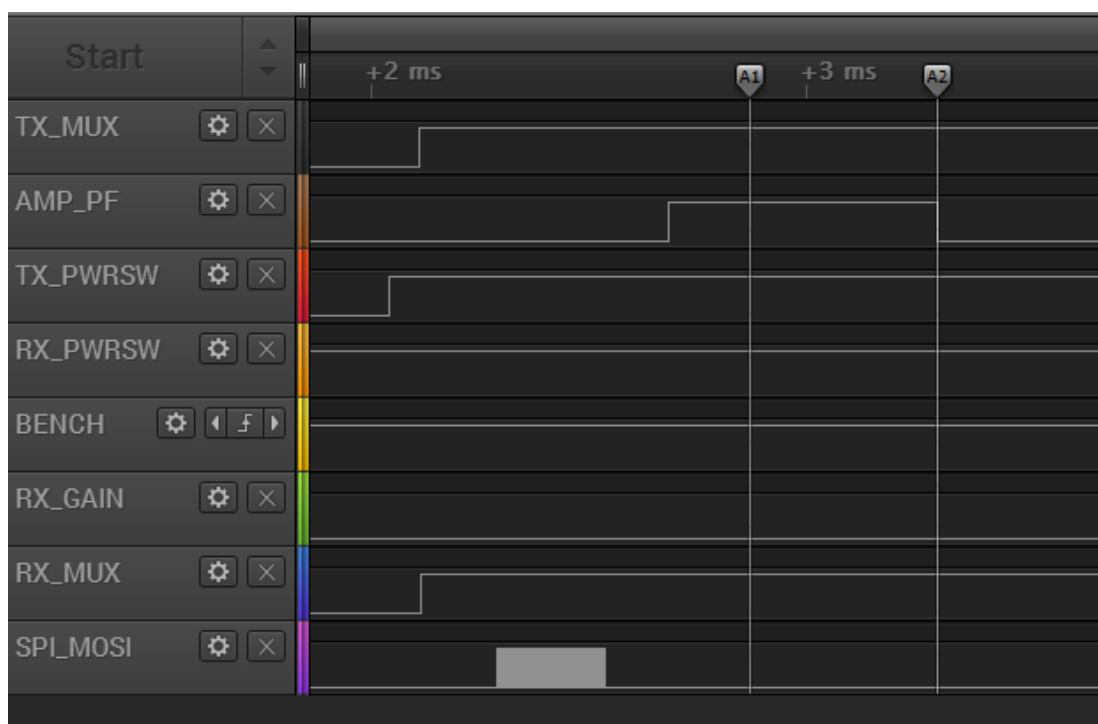 Start
+2 ms
A1
+3 ms
A2
TX_MUX
AMP_PF
TX_PWRSW
RX_PWRSW
BENCH
RX_GAIN
RX_MUX
SPI_MOSI